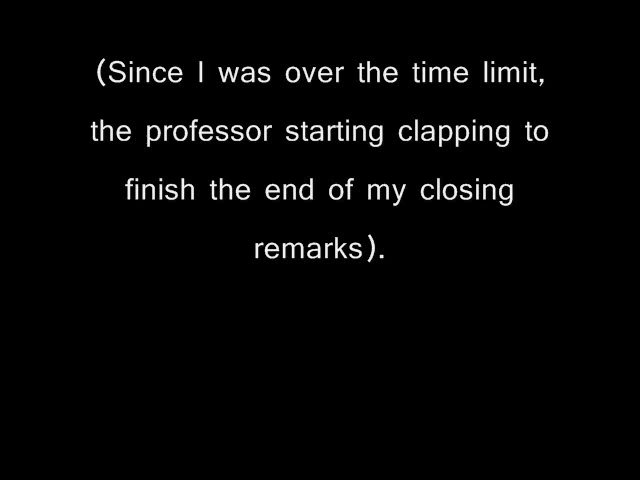 (Since I was over the time limit,
the professor starting clapping to
finish the end of my closing
remarks).